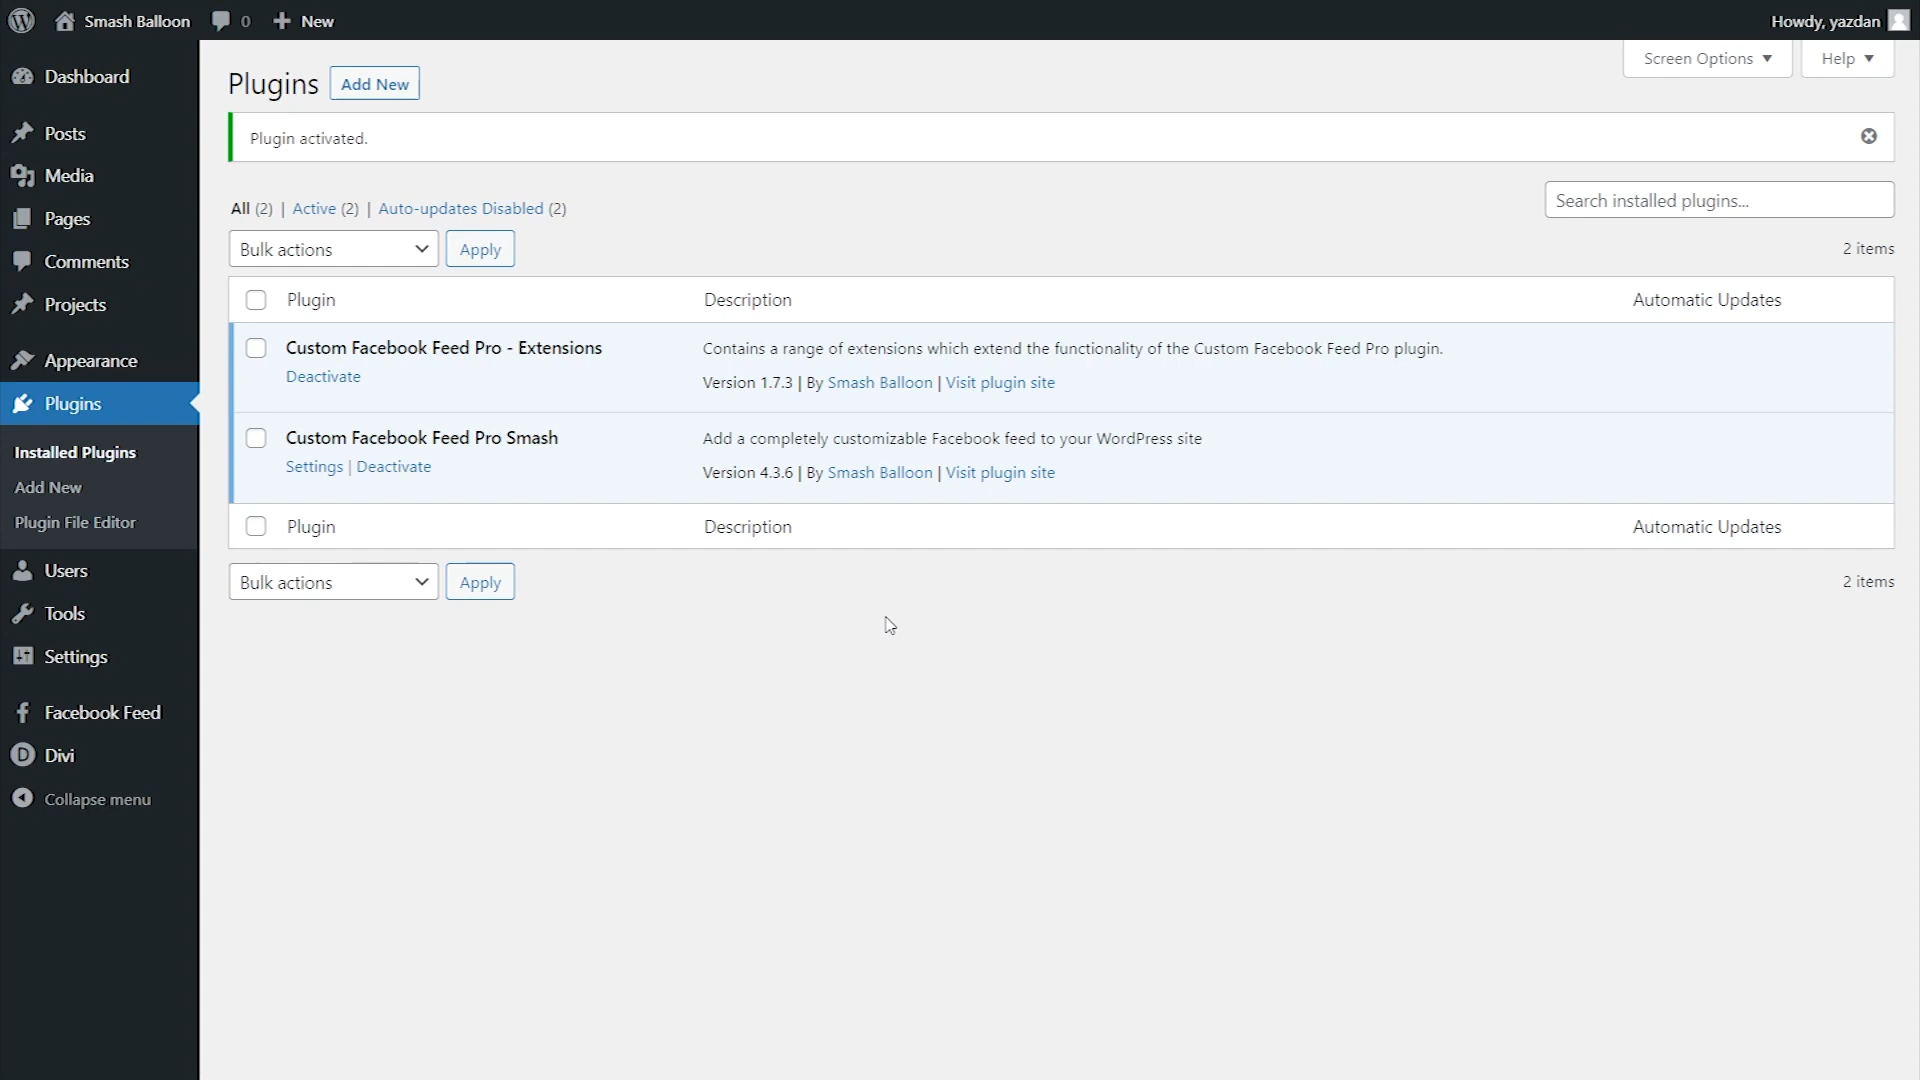 Smash Balloon 0 New Howdy, yazdan
Dashboard
Posts
Media
Pages
Comments
Projects
Appearance
Plugins
Installed Plugins
Add New
Plugin File Editor
Users
Tools
Settings
Facebook Feed
Divi
Collapse menu
Screen Options Help
Plugins Add New
Plugin activated.
All (2) | Active (2) | Auto-updates Disabled (2)
Search installed plugins...
Bulk actions Apply 2 items
Plugin Description Automatic Updates
Custom Facebook Feed Pro - Extensions Contains a range of extensions which extend the functionality of the Custom Facebook Feed Pro plugin.
Deactivate Version 1.7.3 | By Smash Balloon | Visit plugin site
Custom Facebook Feed Pro Smash Add a completely customizable Facebook feed to your WordPress site
Settings | Deactivate Version 4.3.6 | By Smash Balloon | Visit plugin site
Plugin Description Automatic Updates
Bulk actions Apply 2 items